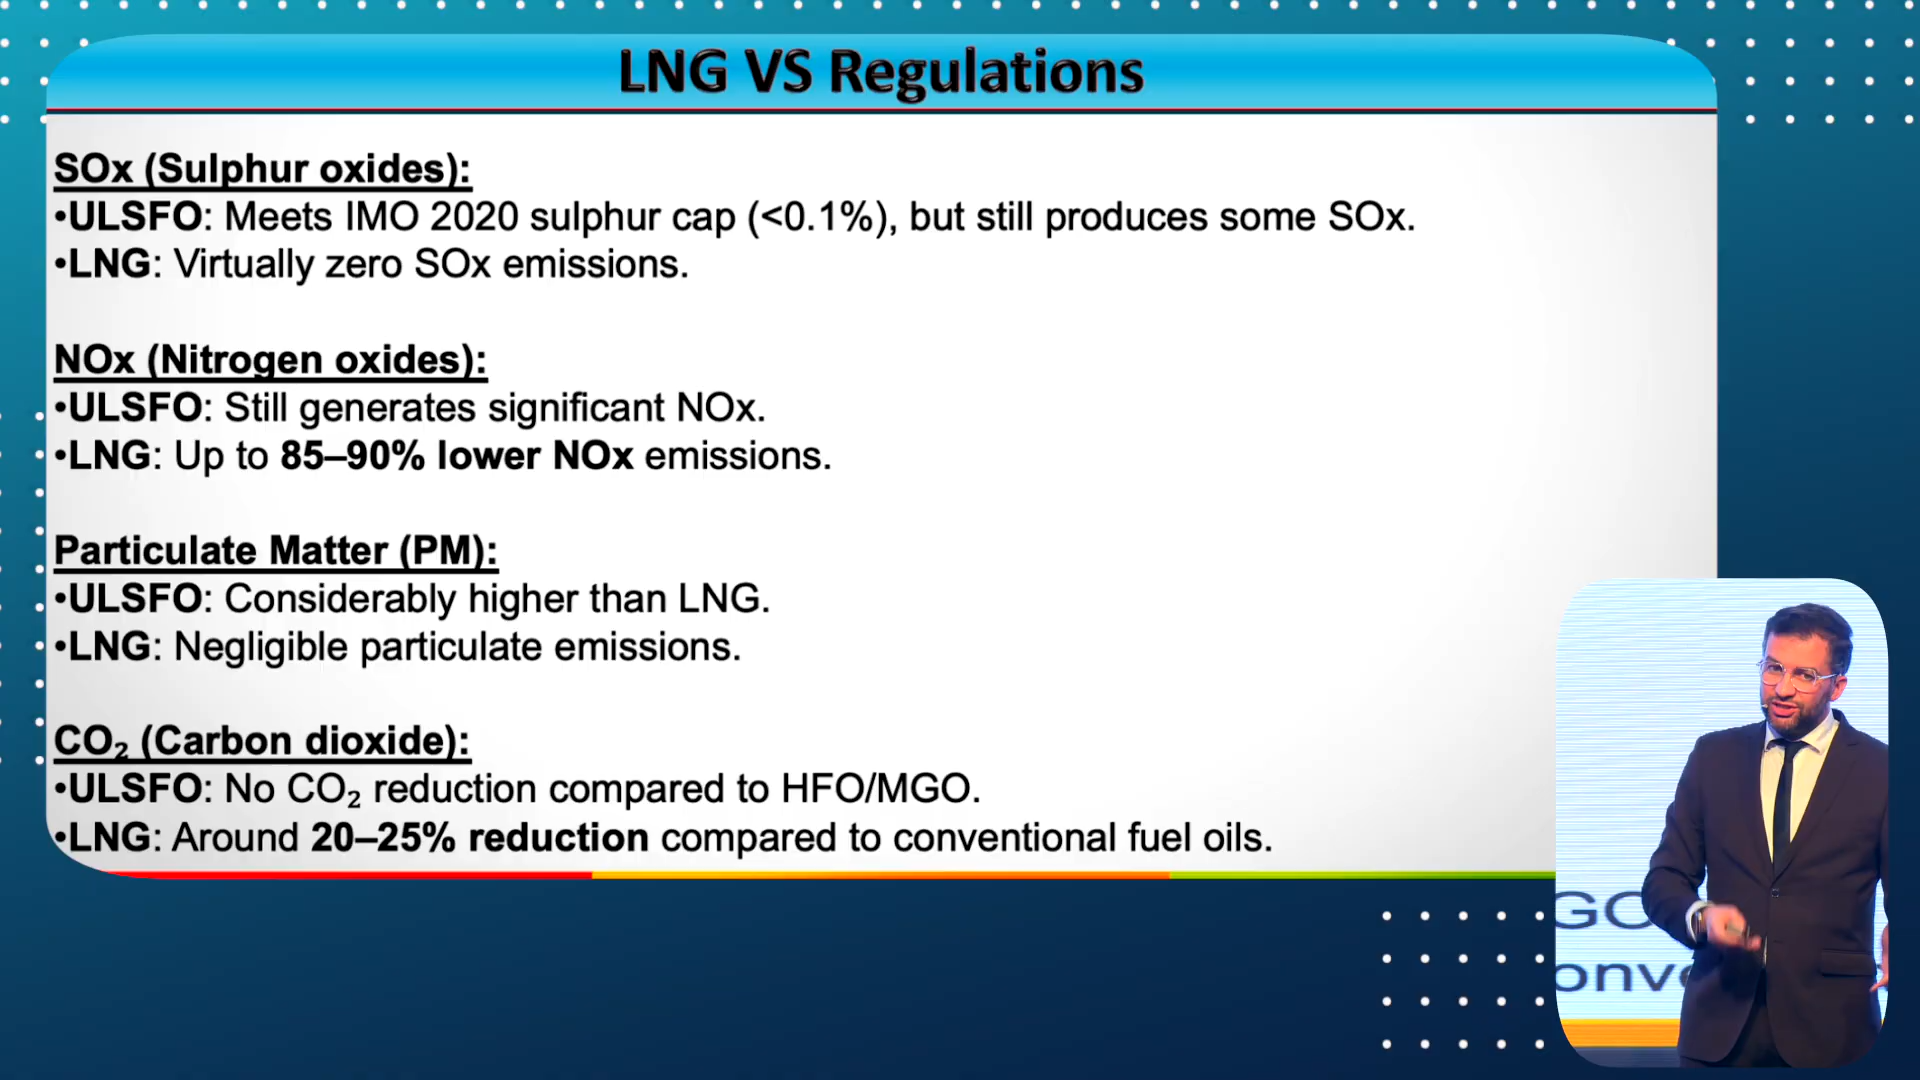 LNG VS Regulations
SOx (Sulphur oxides):
•ULSFO: Meets IMO 2020 sulphur cap (<0.1%), but still produces some SOx.
•LNG: Virtually zero SOx emissions.
NOx (Nitrogen oxides):
•ULSFO: Still generates significant NOx.
•LNG: Up to 85–90% lower NOx emissions.
Particulate Matter (PM):
•ULSFO: Considerably higher than LNG.
•LNG: Negligible particulate emissions.
CO₂ (Carbon dioxide):
•ULSFO: No CO₂ reduction compared to HFO/MGO.
•LNG: Around 20–25% reduction compared to conventional fuel oils.